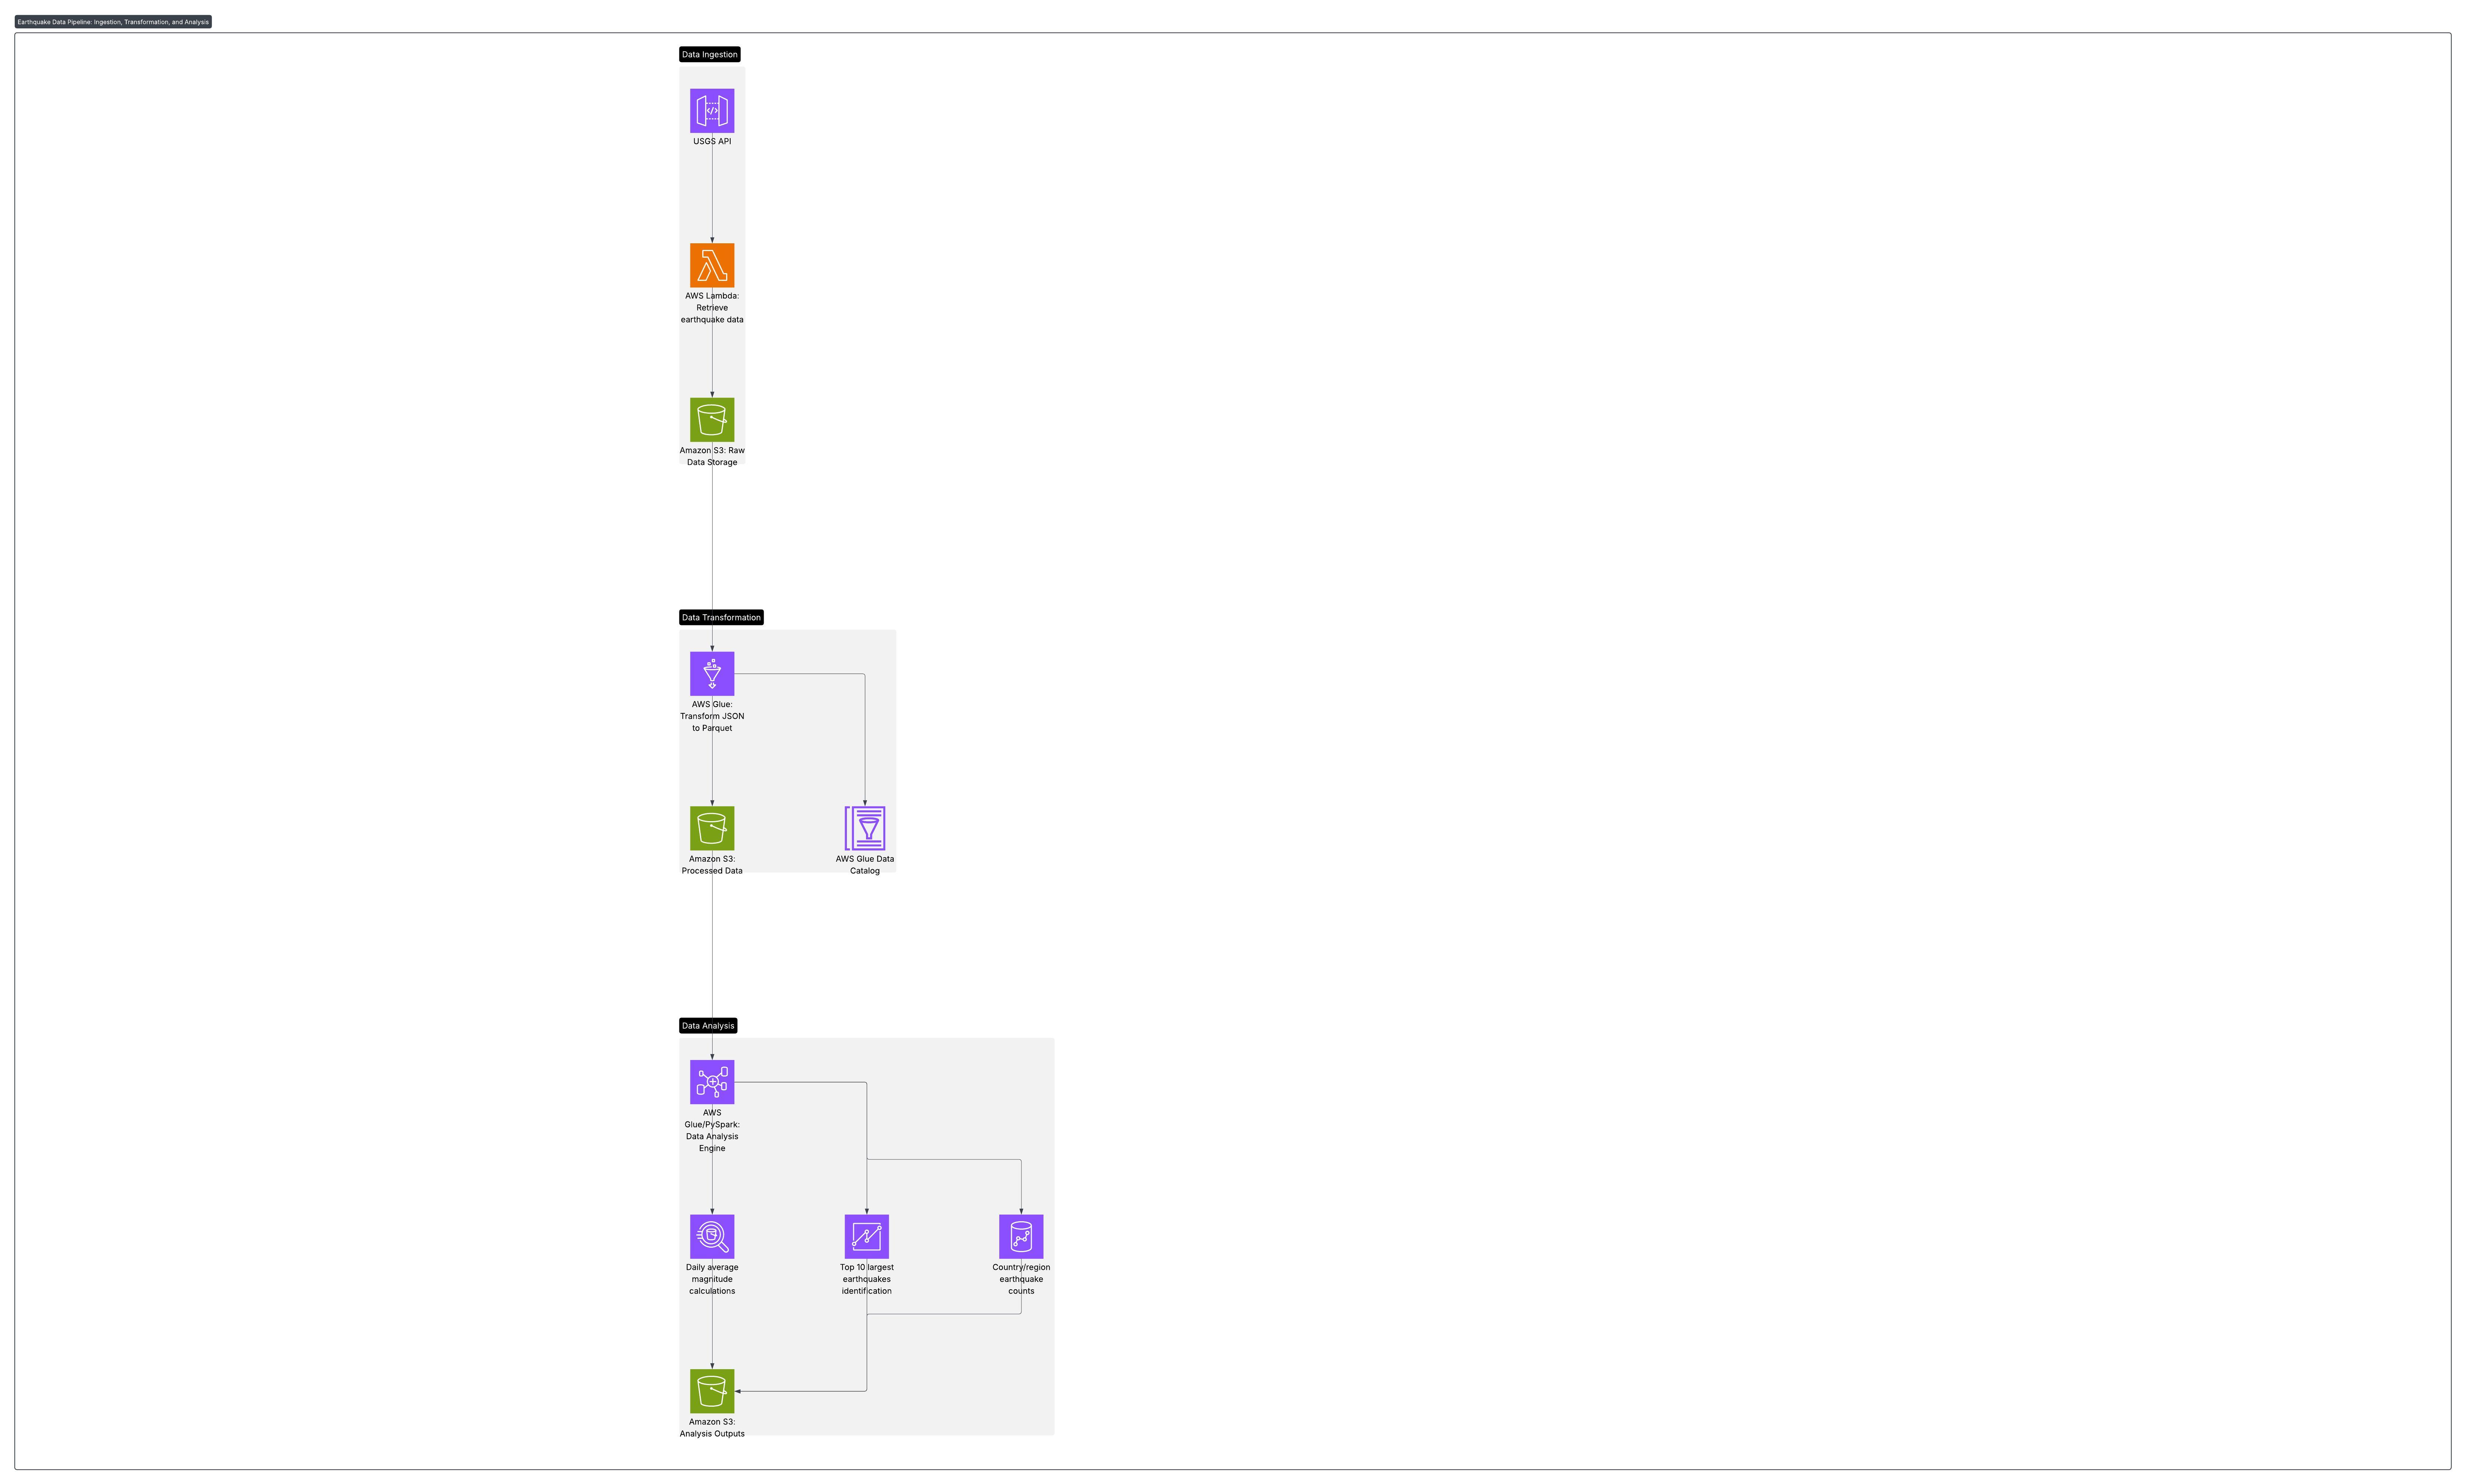 Earthquake Data Pipeline: Ingestion, Transformation, and Analysis
Data Ingestion
USGS API
AWS Lambda:
Retrieve
earthquake data
Amazon S3: Raw
Data Storage
Data Transformation
AWS Glue:
Transform JSON
to Parquet
Amazon S3:
Processed Data
AWS Glue Data
Catalog
Data Analysis
AWS
Glue/PySpark:
Data Analysis
Engine
Daily average
magnitude
calculations
Top 10 largest
earthquakes
identification
Country/region
earthquake
counts
Amazon S3:
Analysis Outputs